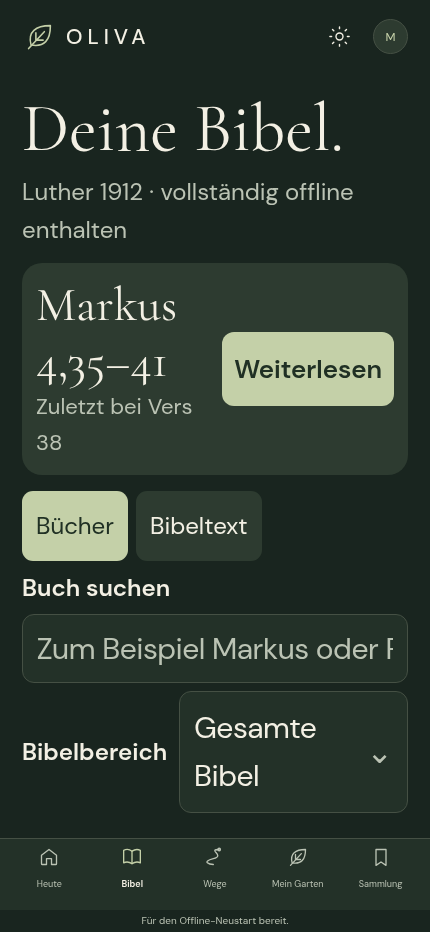 OLIVA
M
Deine Bibel.
Luther 1912 · vollständig offline
enthalten
Markus
4,35–41
Zuletzt bei Vers
38
Weiterlesen
Bücher
Bibeltext
Buch suchen
Zum Beispiel Markus oder
Bibelbereich
Gesamte
Bibel
Heute
Bibel
Wege
Mein Garten
Sammlung
Für den Offline-Neustart bereit.